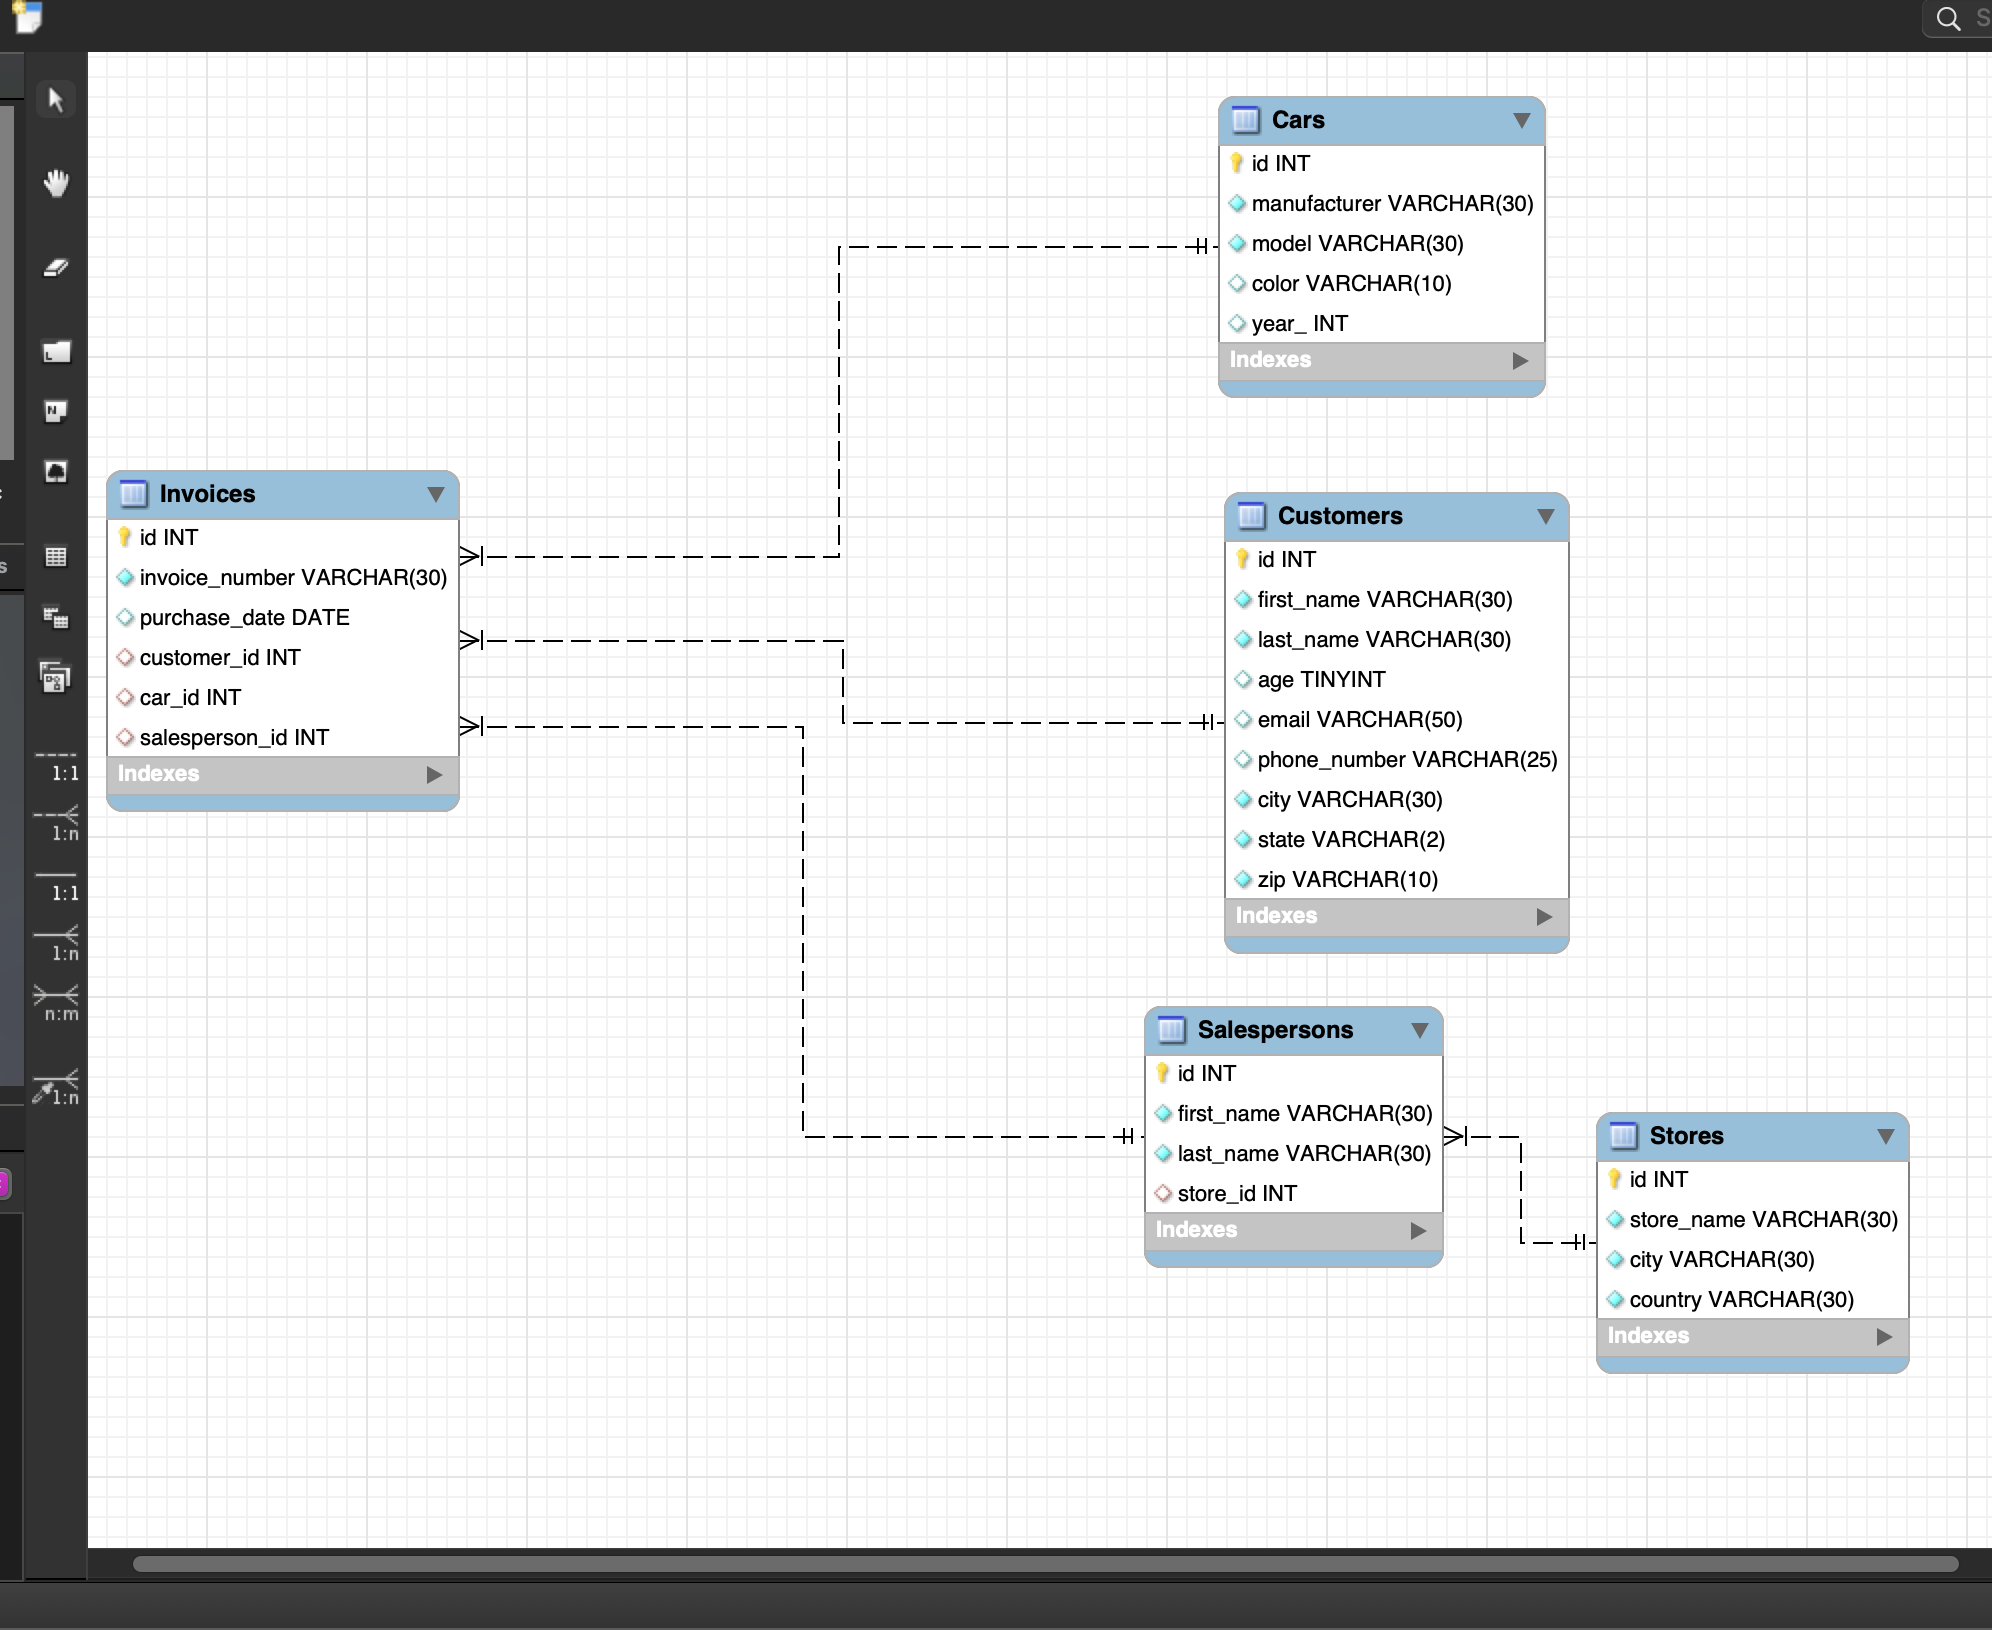 S
Cars
id INT
manufacturer VARCHAR(30)
model VARCHAR(30)
color VARCHAR(10)
year_ INT
Indexes
Invoices
id INT
invoice_number VARCHAR(30)
purchase_date DATE
customer_id INT
car_id INT
salesperson_id INT
Indexes
Customers
id INT
first_name VARCHAR(30)
last_name VARCHAR(30)
age TINYINT
email VARCHAR(50)
phone_number VARCHAR(25)
city VARCHAR(30)
state VARCHAR(2)
zip VARCHAR(10)
Indexes
Salespersons
id INT
first_name VARCHAR(30)
last_name VARCHAR(30)
store_id INT
Indexes
Stores
id INT
store_name VARCHAR(30)
city VARCHAR(30)
country VARCHAR(30)
Indexes
L
N
s
1:1
1:n
1:1
1:n
n:m
1:n